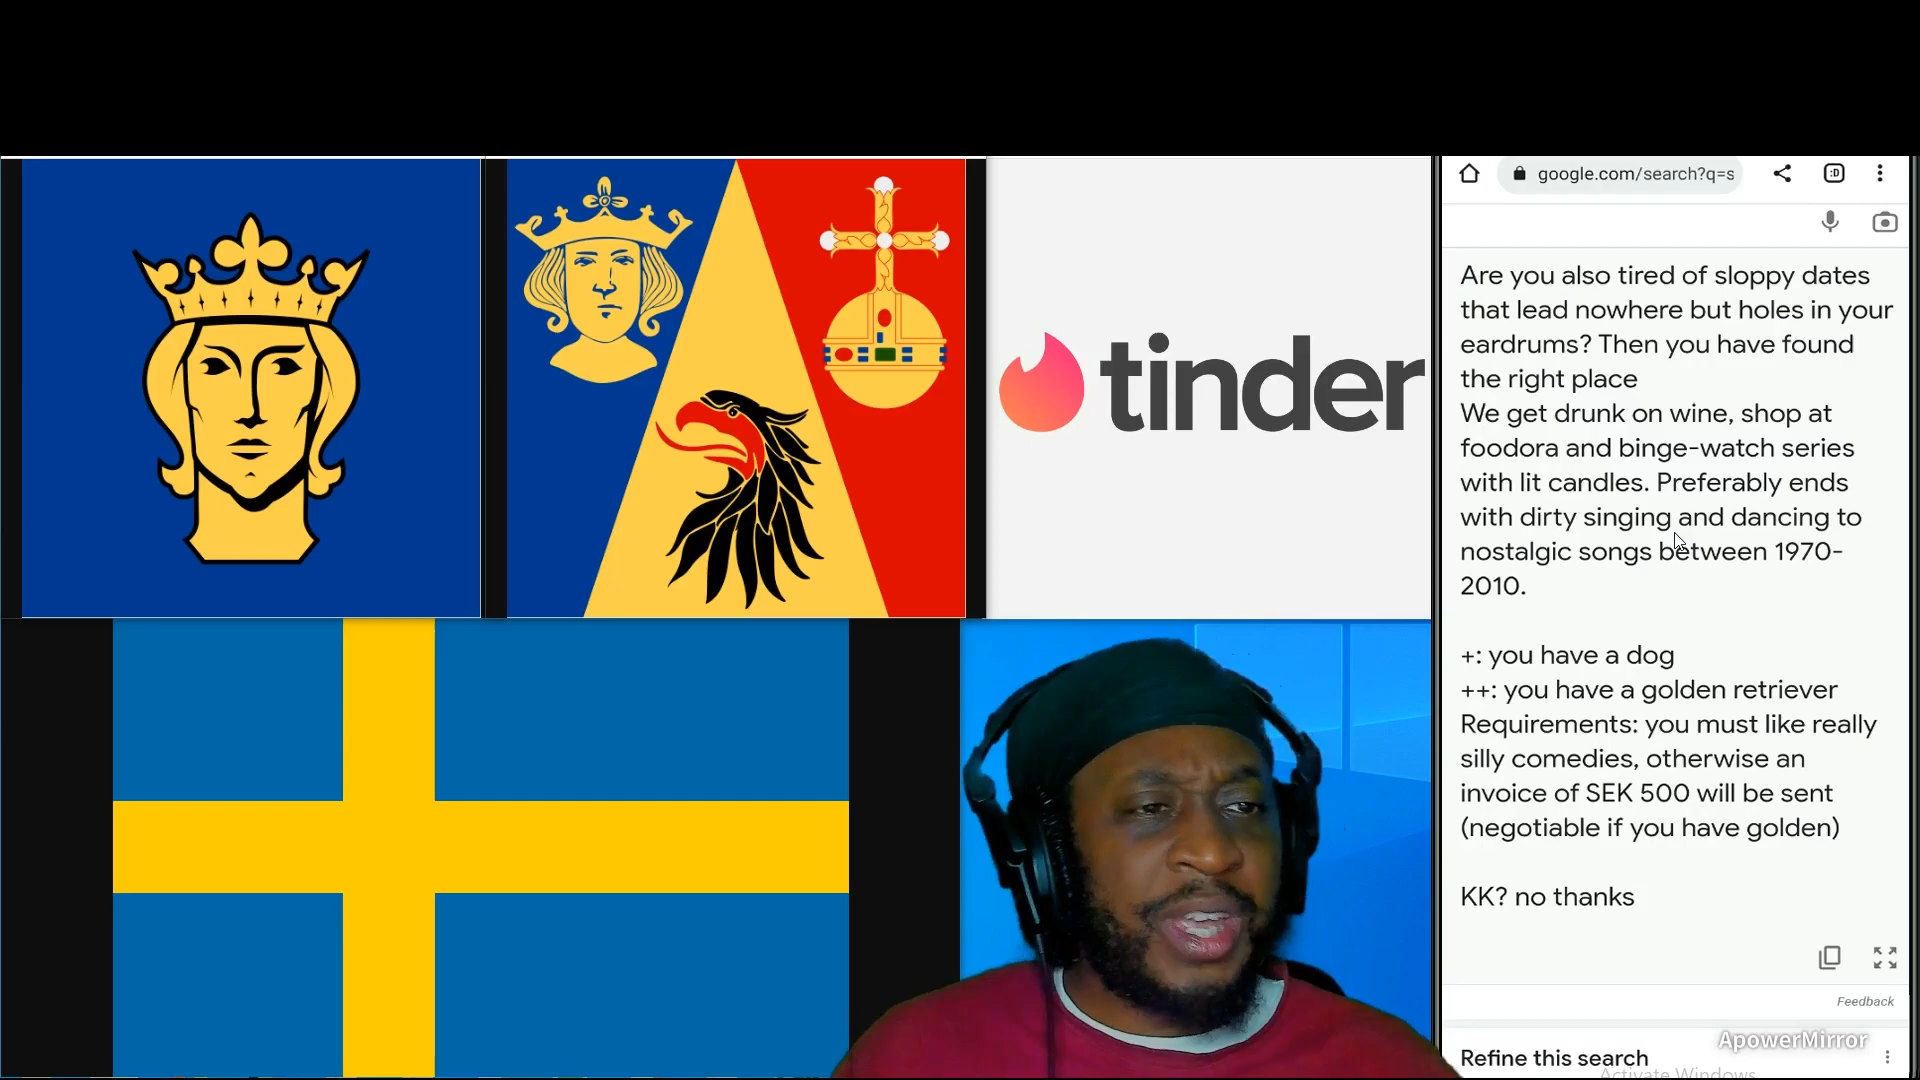 tinder
google.com/search?q=s
:D
Are you also tired of sloppy dates
that lead nowhere but holes in your
eardrums? Then you have found
the right place
We get drunk on wine, shop at
foodora and binge-watch series
with lit candles. Preferably ends
with dirty singing and dancing to
nostalgic songs between 1970-
2010.
+: you have a dog
++: you have a golden retriever
Requirements: you must like really
silly comedies, otherwise an
invoice of SEK 500 will be sent
(negotiable if you have golden)
KK? no thanks
Feedback
ApowerMirror
Refine this search
Activate Windows